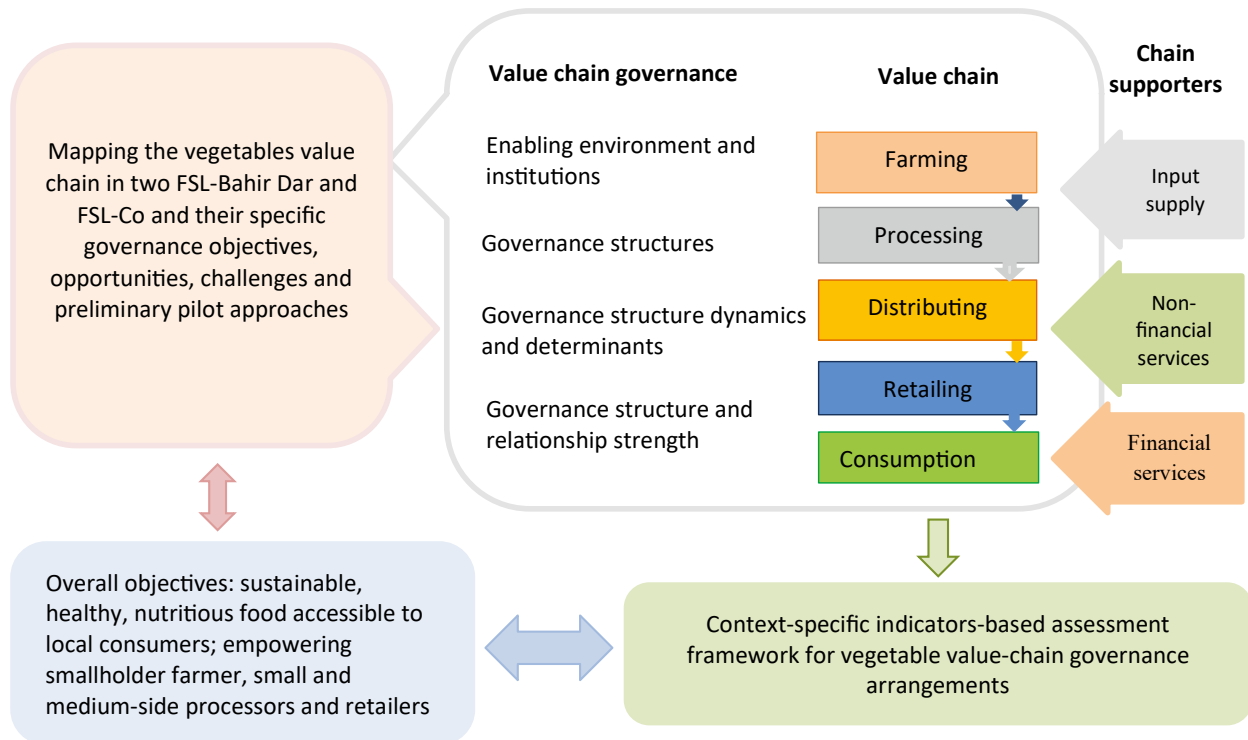 Mapping the vegetables value
chain in two FSL-Bahir Dar and
FSL-Co and their specific
governance objectives,
opportunities, challenges and
preliminary pilot approaches
Value chain governance
Enabling environment and
institutions
Governance structures
Governance structure dynamics
and determinants
Governance structure and
relationship strength
Value chain
Farming
Processing
Distributing
Retailing
Consumption
Chain
supporters
Input
supply
Non-
financial
services
Financial
services
Overall objectives: sustainable,
healthy, nutritious food accessible to
local consumers; empowering
smallholder farmer, small and
medium-side processors and retailers
Context-specific indicators-based assessment
framework for vegetable value-chain governance
arrangements